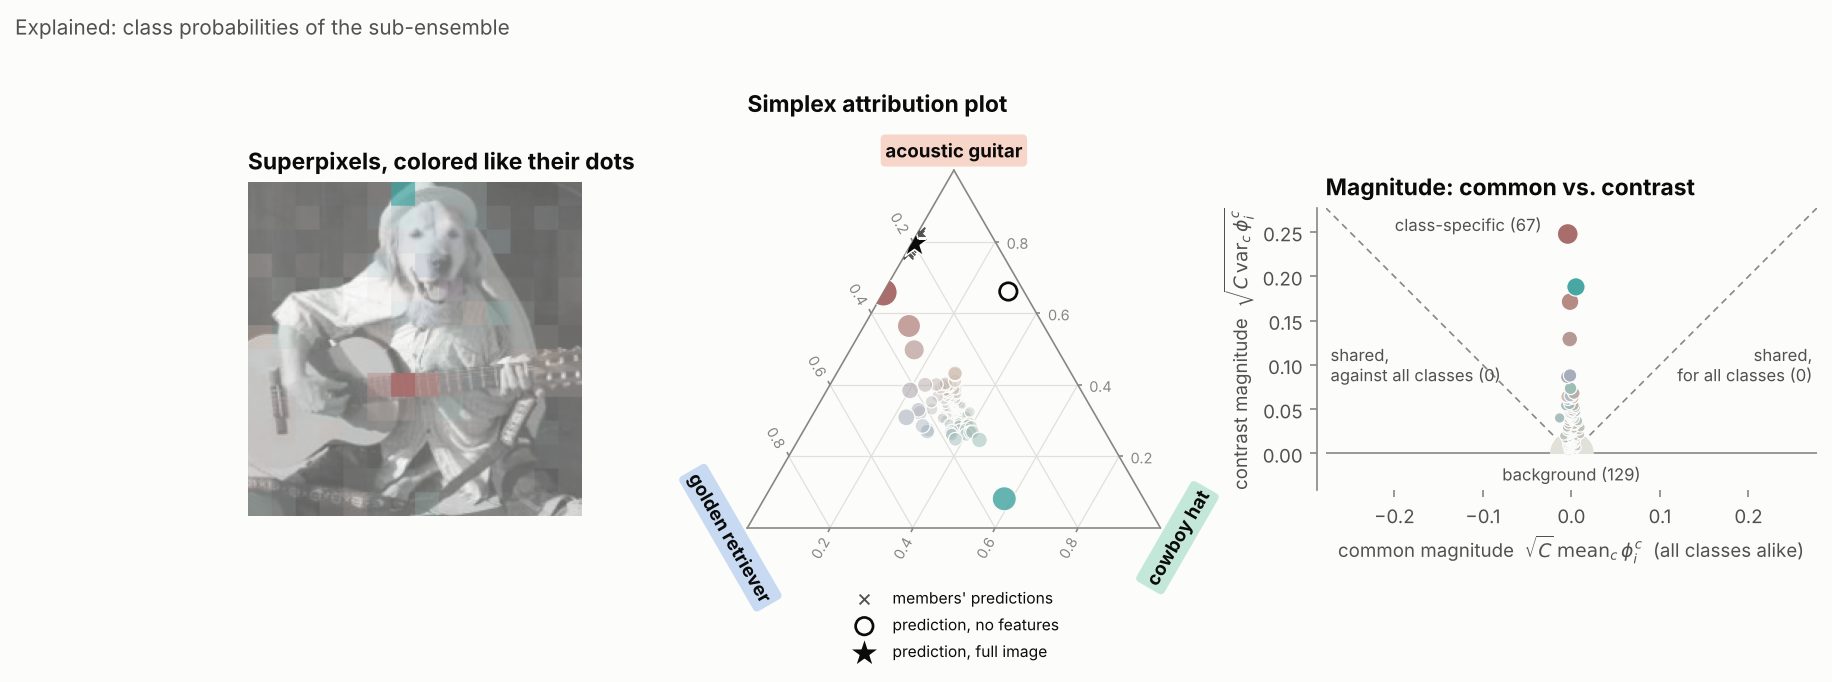 Explained: class probabilities of the sub-ensemble
Superpixels, colored like their dots
Simplex attribution plot
acoustic guitar
golden retriever
cowboy hat
0.2
0.4
0.6
0.8
0.8
0.6
0.4
0.2
0.2
0.4
0.6
0.8
members' predictions
prediction, no features
prediction, full image
Magnitude: common vs. contrast
contrast magnitude √C var_c ϕ_i^c
0.25
0.20
0.15
0.10
0.05
0.00
class-specific (67)
shared,
against all classes (0)
shared,
for all classes (0)
background (129)
−0.2
−0.1
0.0
0.1
0.2
common magnitude √C mean_c ϕ_i^c (all classes alike)